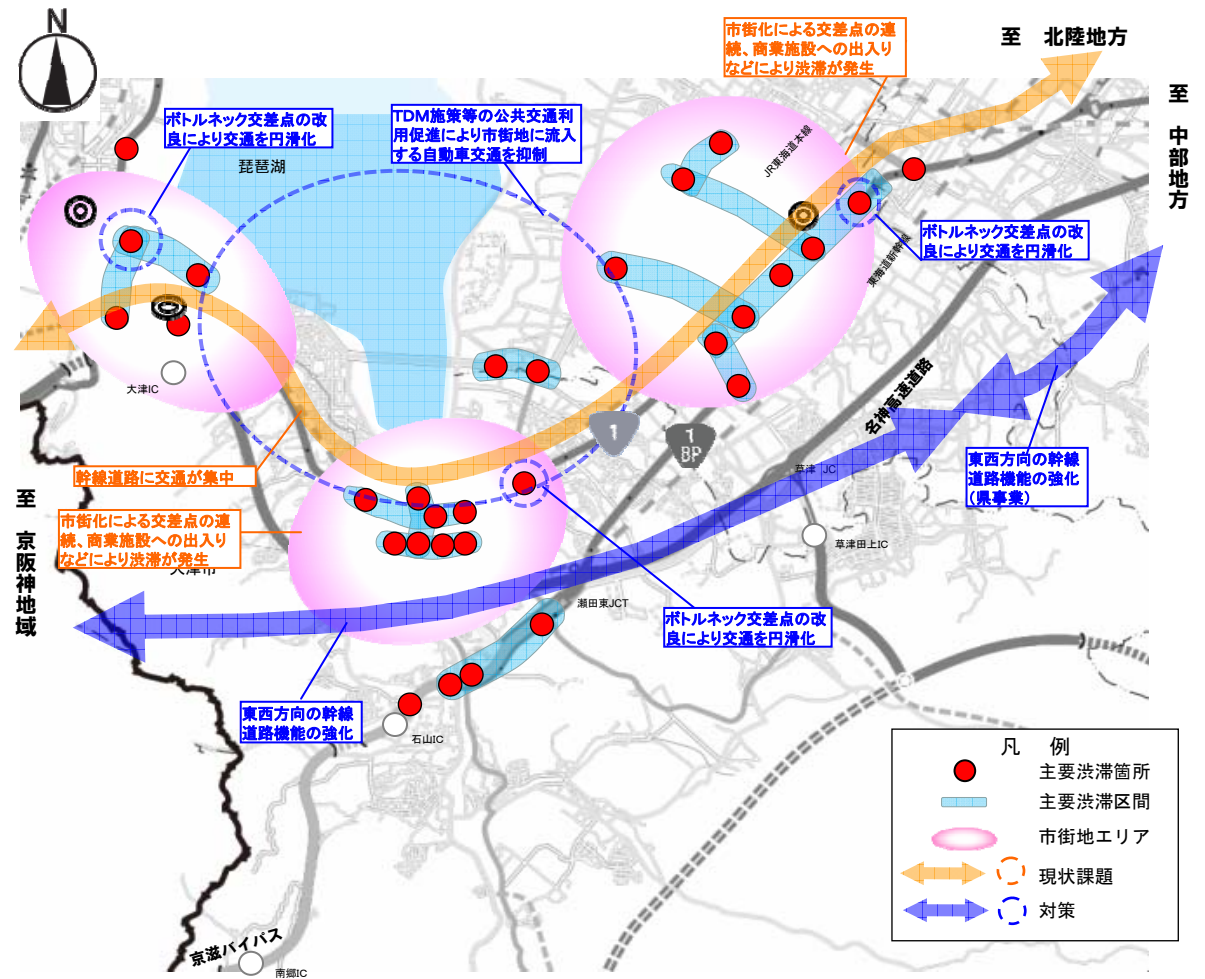 N
市街化による交差点の連
続、商業施設への出入り
などにより渋滞が発生
至 北陸地方
至 中部地方
ボトルネック交差点の改
良により交通を円滑化
TDM施策等の公共交通利
用促進により市街地に流入
する自動車交通を抑制
琵琶湖
JR東海道本線
ボトルネック交差点の改
良により交通を円滑化
東海道新幹線
大津IC
名神高速道路
1
1
BP
幹線道路に交通が集中
東西方向の幹線
道路機能の強化
(県事業)
草津 JC
至 京阪神地域
市街化による交差点の連
続、商業施設への出入り
などにより渋滞が発生
大津市
草津田上IC
瀬田東JCT
ボトルネック交差点の改
良により交通を円滑化
東西方向の幹線
道路機能の強化
石山IC
凡 例
主要渋滞箇所
主要渋滞区間
市街地エリア
現状課題
対策
京滋バイパス
南郷IC